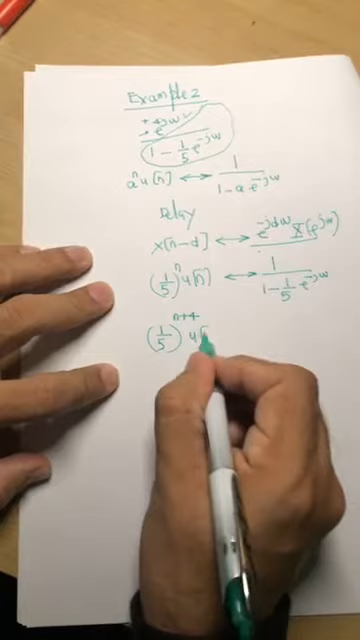 Example 2
+4jω
-e
1 - 1/5 e^-jω
a^n u[n] ↔ 1/(1 - a e^-jω)
Delay
x[n-d] ↔ e^-jdω X(e^jω)
(1/5)^n u[n] ↔ 1/(1 - 1/5 e^-jω)
(1/5)^n+4 u[